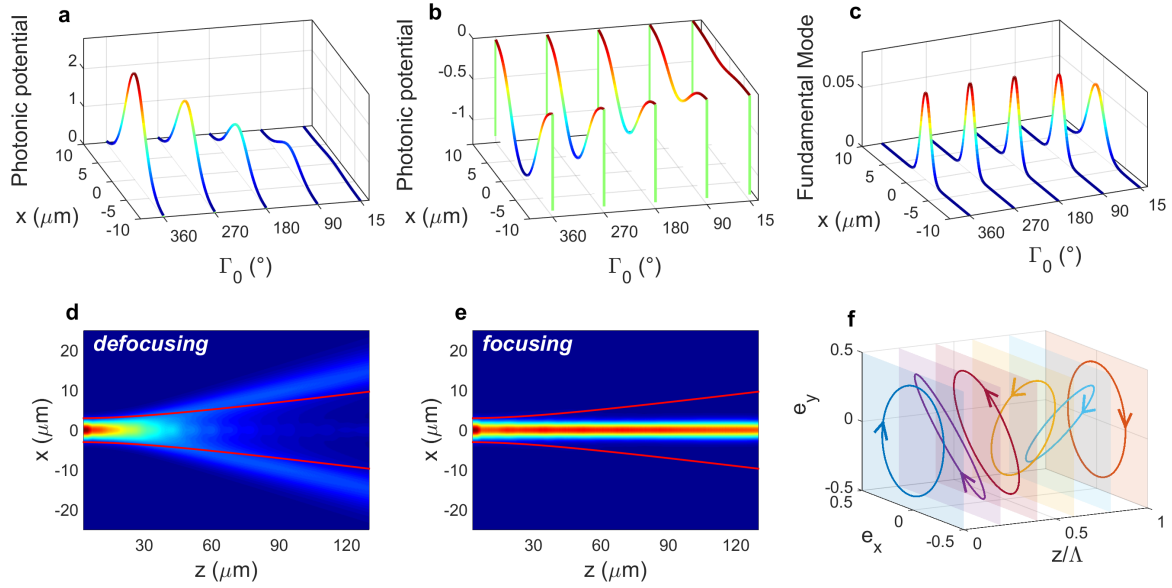 a
Photonic potential
2
1
0
10
5
0
-5
-10
x (μm)
360
270
180
90
15
Γ0 (°)
b
Photonic potential
0
-0.5
-1
10
5
0
-5
-10
x (μm)
360
270
180
90
15
Γ0 (°)
c
Fundamental Mode
0.05
0
10
5
0
-5
-10
x (μm)
360
270
180
90
15
Γ0 (°)
d
defocusing
x (μm)
20
10
0
-10
-20
30
60
90
120
z (μm)
e
focusing
x (μm)
20
10
0
-10
-20
30
60
90
120
z (μm)
f
e_y
0.5
0
-0.5
0.5
0
-0.5
e_x
0
0.5
1
z/Λ